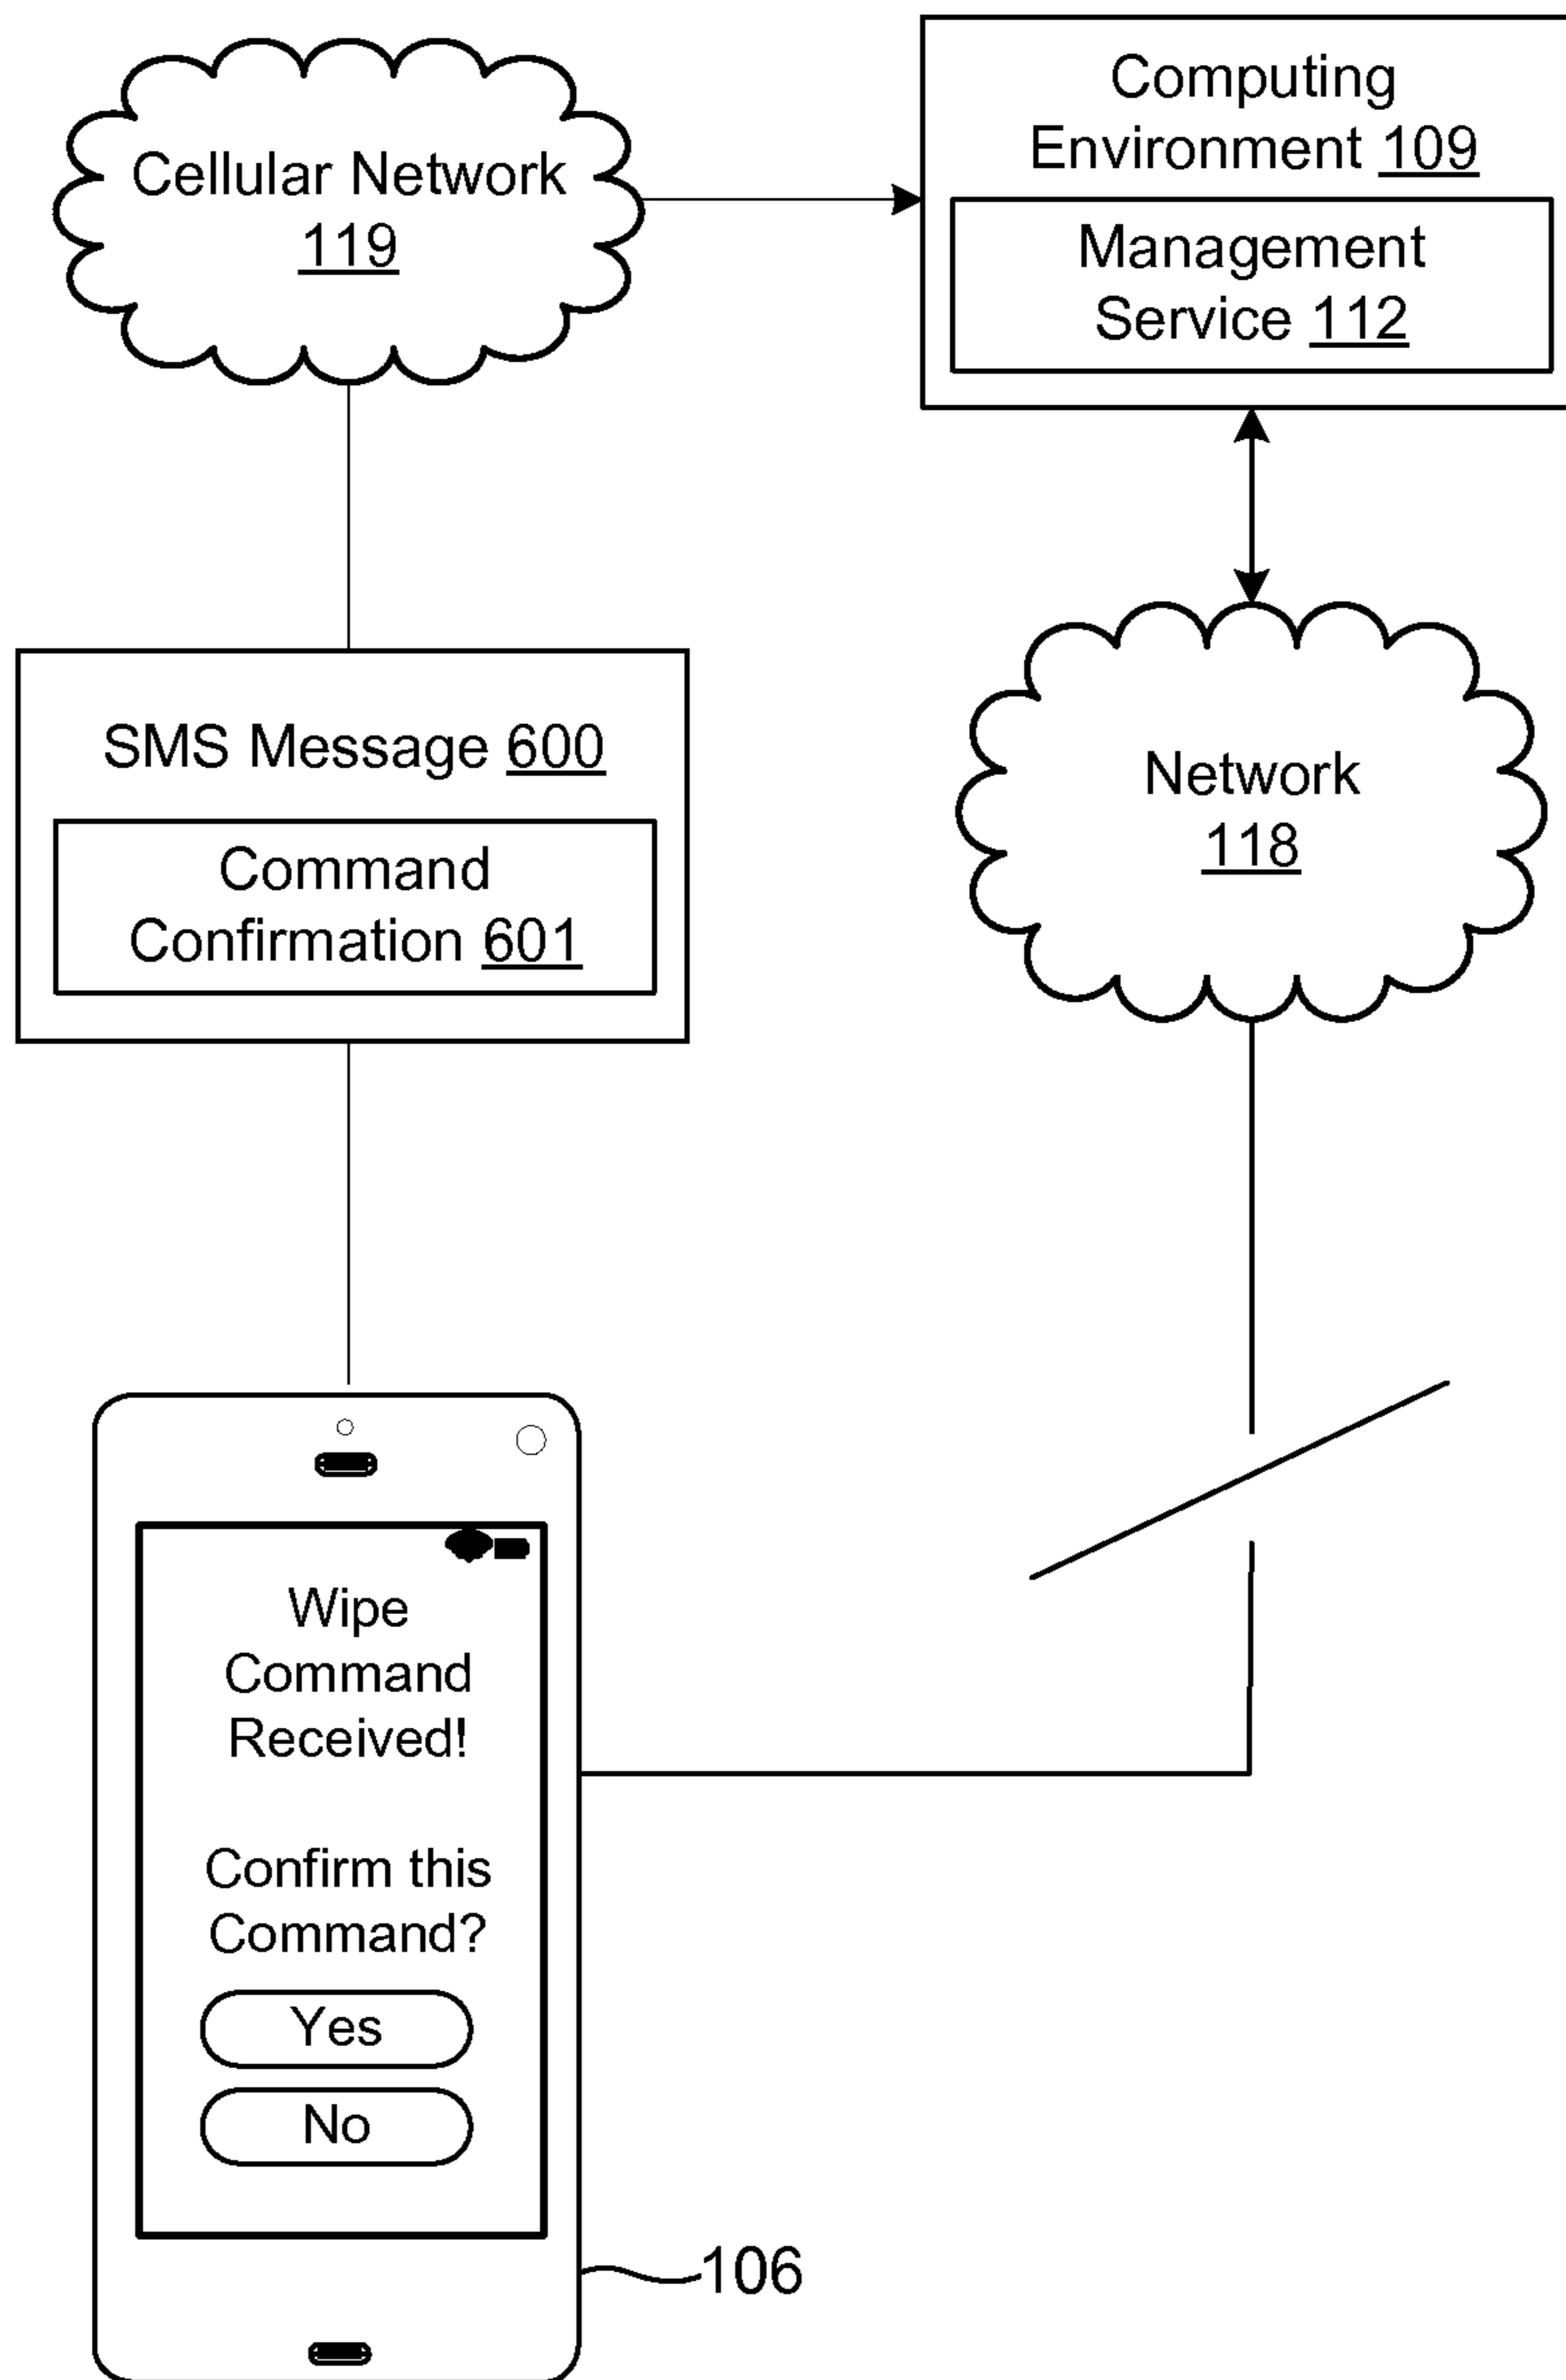 Cellular Network
119
Computing
Environment 109
Management
Service 112
SMS Message 600
Command
Confirmation 601
Network
118
Wipe
Command
Received!
Confirm this
Command?
Yes
No
106